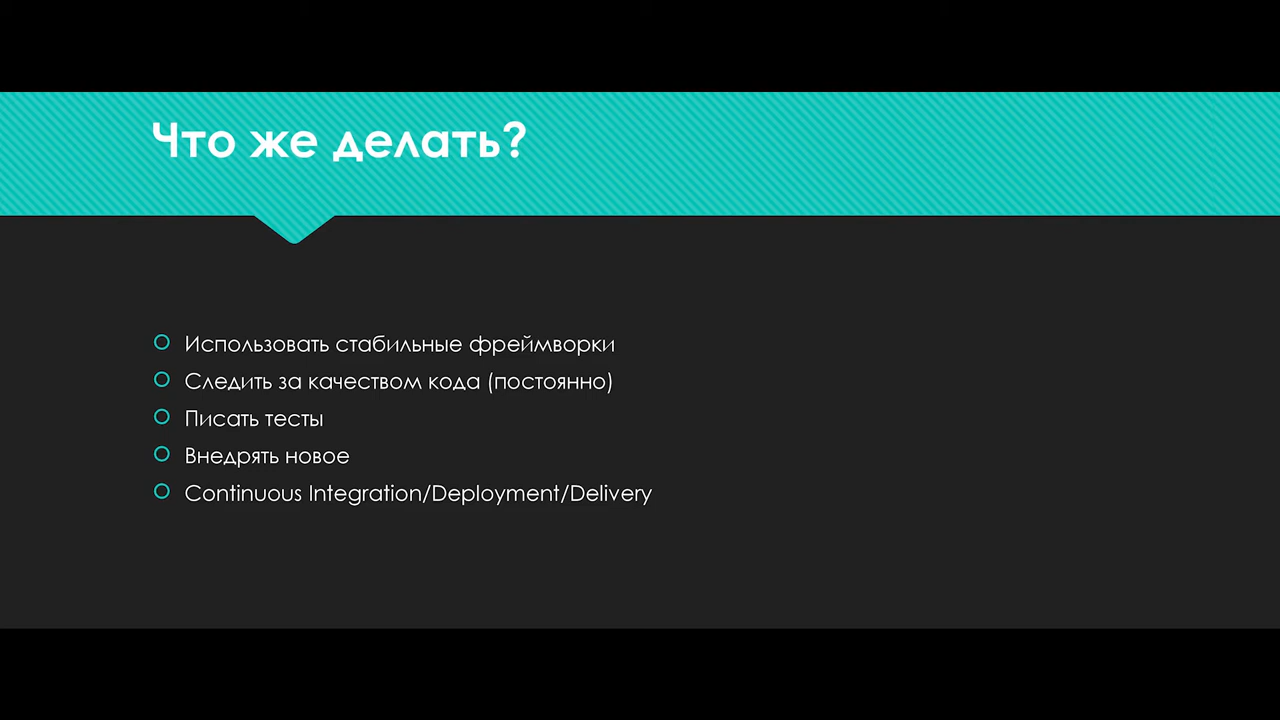 Что же делать?
Использовать стабильные фреймворки
Следить за качеством кода (постоянно)
Писать тесты
Внедрять новое
Continuous Integration/Deployment/Delivery